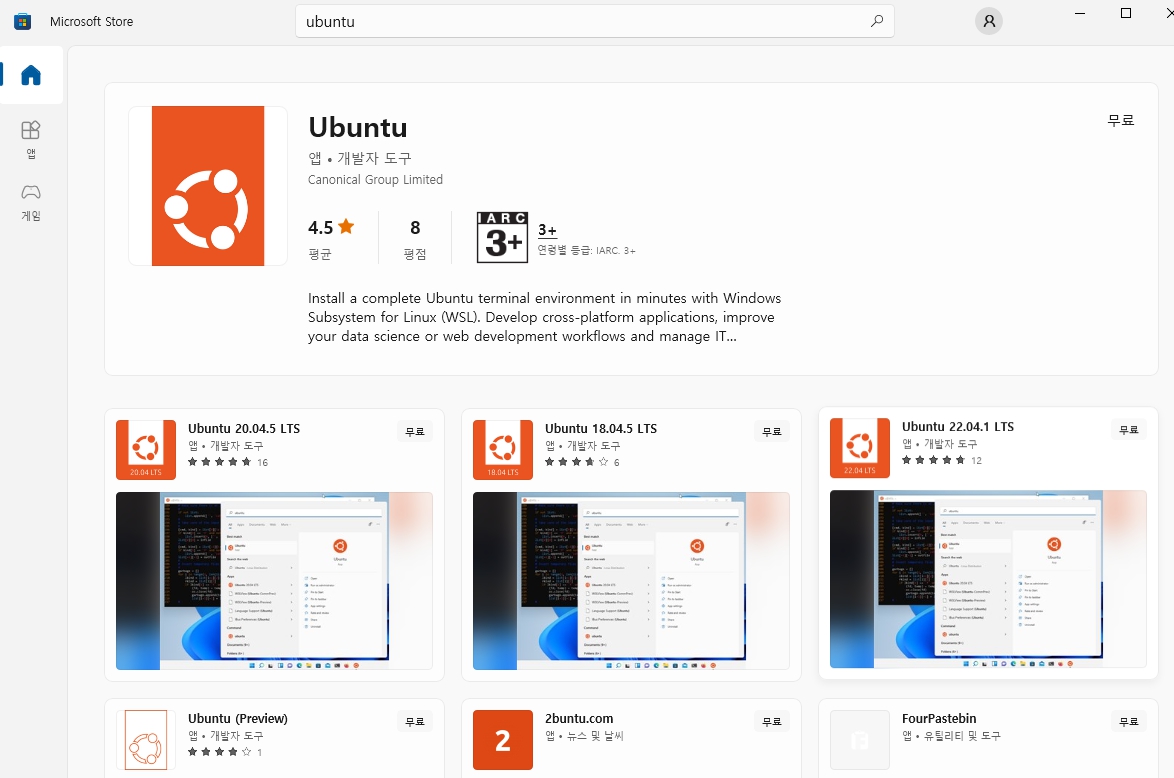 Microsoft Store
ubuntu
앱
게임
Ubuntu
무료
앱 • 개발자 도구
Canonical Group Limited
4.5
평균
8
평점
IARC
3+
3+
연령별 등급: IARC. 3+
Install a complete Ubuntu terminal environment in minutes with Windows
Subsystem for Linux (WSL). Develop cross-platform applications, improve
your data science or web development workflows and manage IT...
Ubuntu 20.04.5 LTS
무료
앱 • 개발자 도구
16
20.04 LTS
Ubuntu 18.04.5 LTS
무료
앱 • 개발자 도구
6
18.04 LTS
Ubuntu 22.04.1 LTS
무료
앱 • 개발자 도구
12
22.04 LTS
Ubuntu (Preview)
무료
앱 • 개발자 도구
1
2
2buntu.com
무료
앱 • 뉴스 및 날씨
F
FourPastebin
무료
앱 • 유틸리티 및 도구